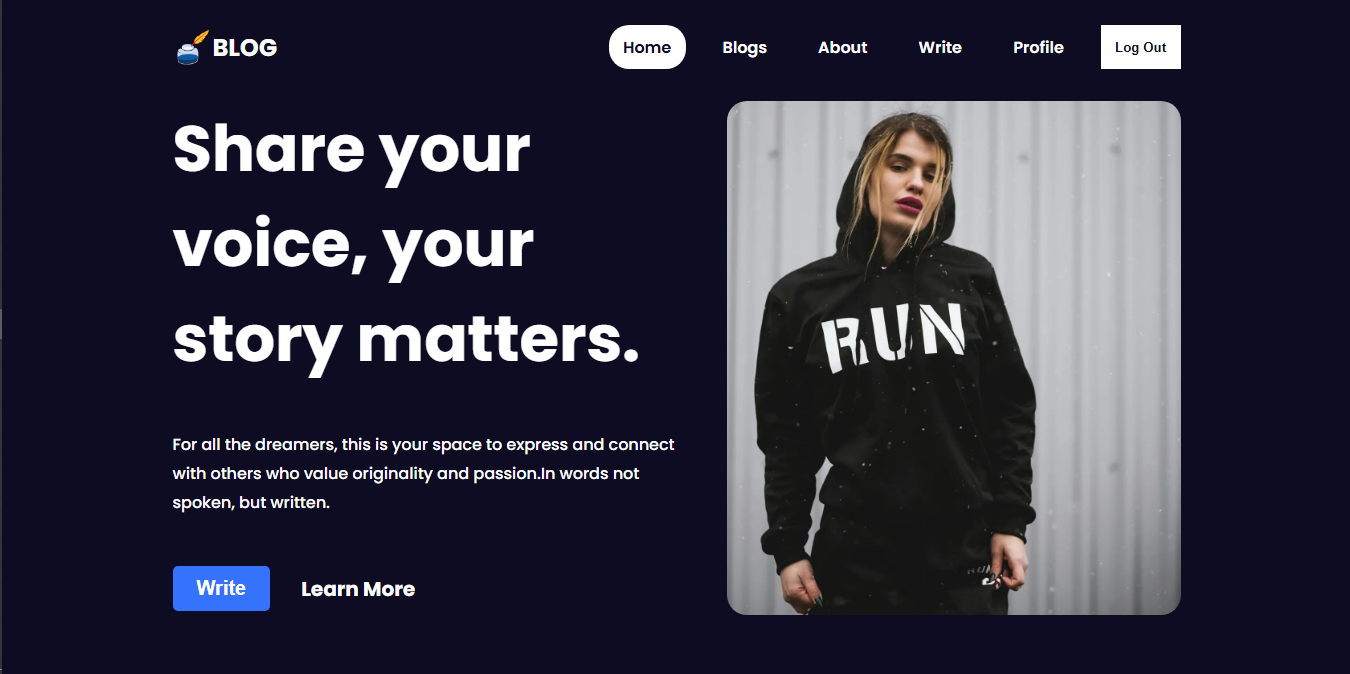 BLOG
Home Blogs About Write Profile Log Out
Share your
voice, your
story matters.
For all the dreamers, this is your space to express and connect
with others who value originality and passion.In words not
spoken, but written.
Write Learn More
RUN
RUN